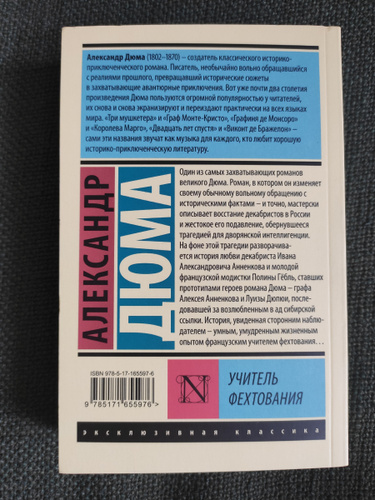 Александр Дюма (1802–1870) – создатель классического историко-
приключенческого романа. Писатель, необычайно вольно обращавшийся
с реалиями прошлого, превращавший исторические сюжеты
в захватывающие авантюрные приключения. Вот уже почти два столетия
произведения Дюма пользуются огромной популярностью у читателей,
их снова и снова экранизируют и переиздают практически на всех языках
мира. «Три мушкетера» и «Граф Монте-Кристо», «Графиня де Монсоро»
и «Королева Марго», «Двадцать лет спустя» и «Виконт де Бражелон» —
сами эти названия звучат как музыка для каждого, кто любит хорошую
историко-приключенческую литературу.
АЛЕКСАНДР
ДЮМА
Один из самых захватывающих романов
великого Дюма. Роман, в котором он изменяет
своему обычному вольному обращению с
историческими фактами – и точно, мастерски
описывает восстание декабристов в России
и жестокое его подавление, обернувшееся
трагедией для дворянской интеллигенции.
На фоне этой трагедии разворачива-
ется история любви декабриста Ивана
Александровича Анненкова и молодой
французской модистки Полины Гёбль, ставших
прототипами героев романа Дюма – графа
Алексея Анненкова и Луизы Дюпюи, после-
довавшей за возлюбленным в ад сибирской
ссылки. История, увиденная сторонним наблю-
дателем – умным, умудренным жизненным
опытом французским учителем фехтования…
ISBN 978-5-17-165597-6
9 785171 655976 >
N
УЧИТЕЛЬ
ФЕХТОВАНИЯ
эксклюзивная классика